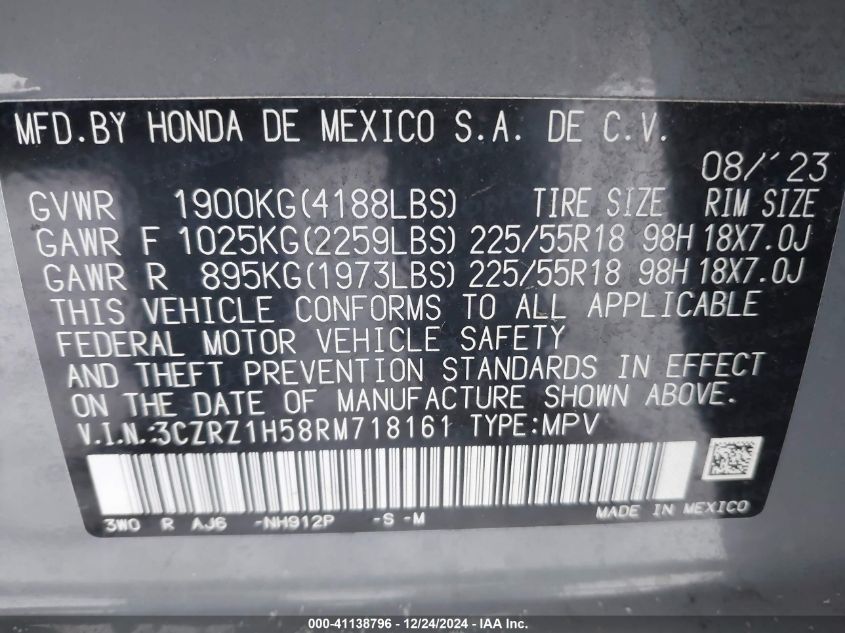 MFD.BY HONDA DE MEXICO S.A. DE C.V.
08/'23
GVWR 1900KG(4188LBS) TIRE SIZE RIM SIZE
GAWR F 1025KG(2259LBS) 225/55R18 98H 18X7.0J
GAWR R 895KG(1973LBS) 225/55R18 98H 18X7.0J
THIS VEHICLE CONFORMS TO ALL APPLICABLE
FEDERAL MOTOR VEHICLE SAFETY
AND THEFT PREVENTION STANDARDS IN EFFECT
ON THE DATE OF MANUFACTURE SHOWN ABOVE.
V.I.N.:3CZRZ1H58RM718161 TYPE:MPV
3W0 R AJ6 -NH912P -S -M MADE IN MEXICO
000-41138796 - 12/24/2024 - IAA Inc.